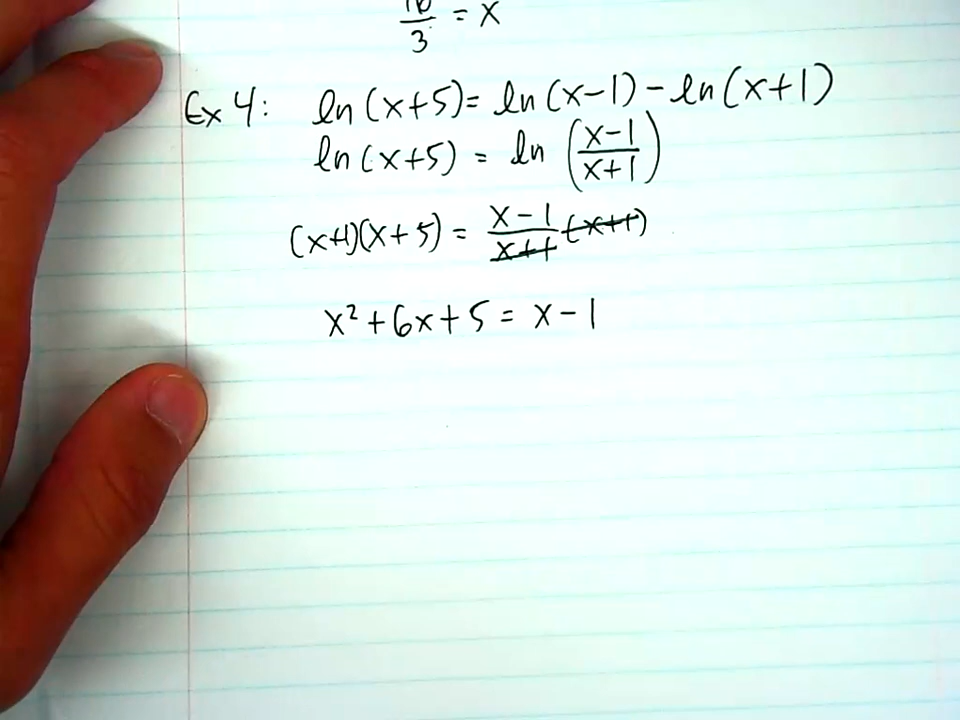 10/3 = x
Ex 4: ln(x+5) = ln(x-1) - ln(x+1)
ln(x+5) = ln((x-1)/(x+1))
(x+1)(x+5) = (x-1)/(x+1) (x+1)
x² + 6x + 5 = x - 1